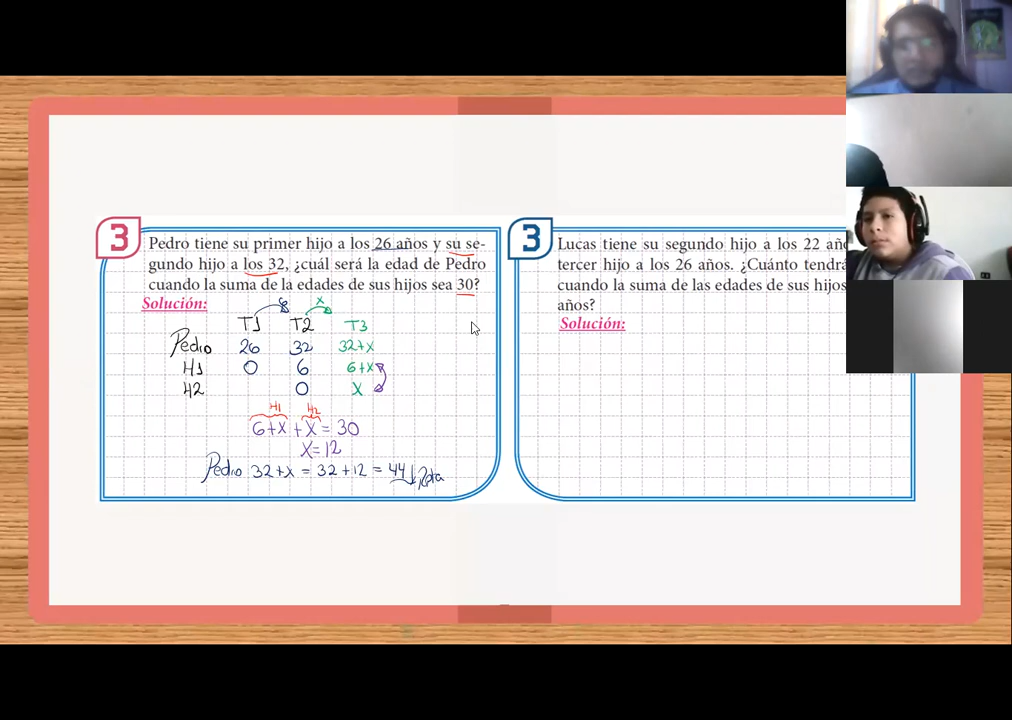 3
Pedro tiene su primer hijo a los 26 años y su se-
gundo hijo a los 32, ¿cuál será la edad de Pedro
cuando la suma de la edades de sus hijos sea 30?
Solución:
x
T1 T2 T3
Pedro 26 32 32+x
H1 0 6 6+x
H2 0 x
H1 H2
6+x + x = 30
x=12
Pedro 32+x = 32+12 = 44 Rpta
3
Lucas tiene su segundo hijo a los 22 año
tercer hijo a los 26 años. ¿Cuánto tendrá
cuando la suma de las edades de sus hijos
años?
Solución: